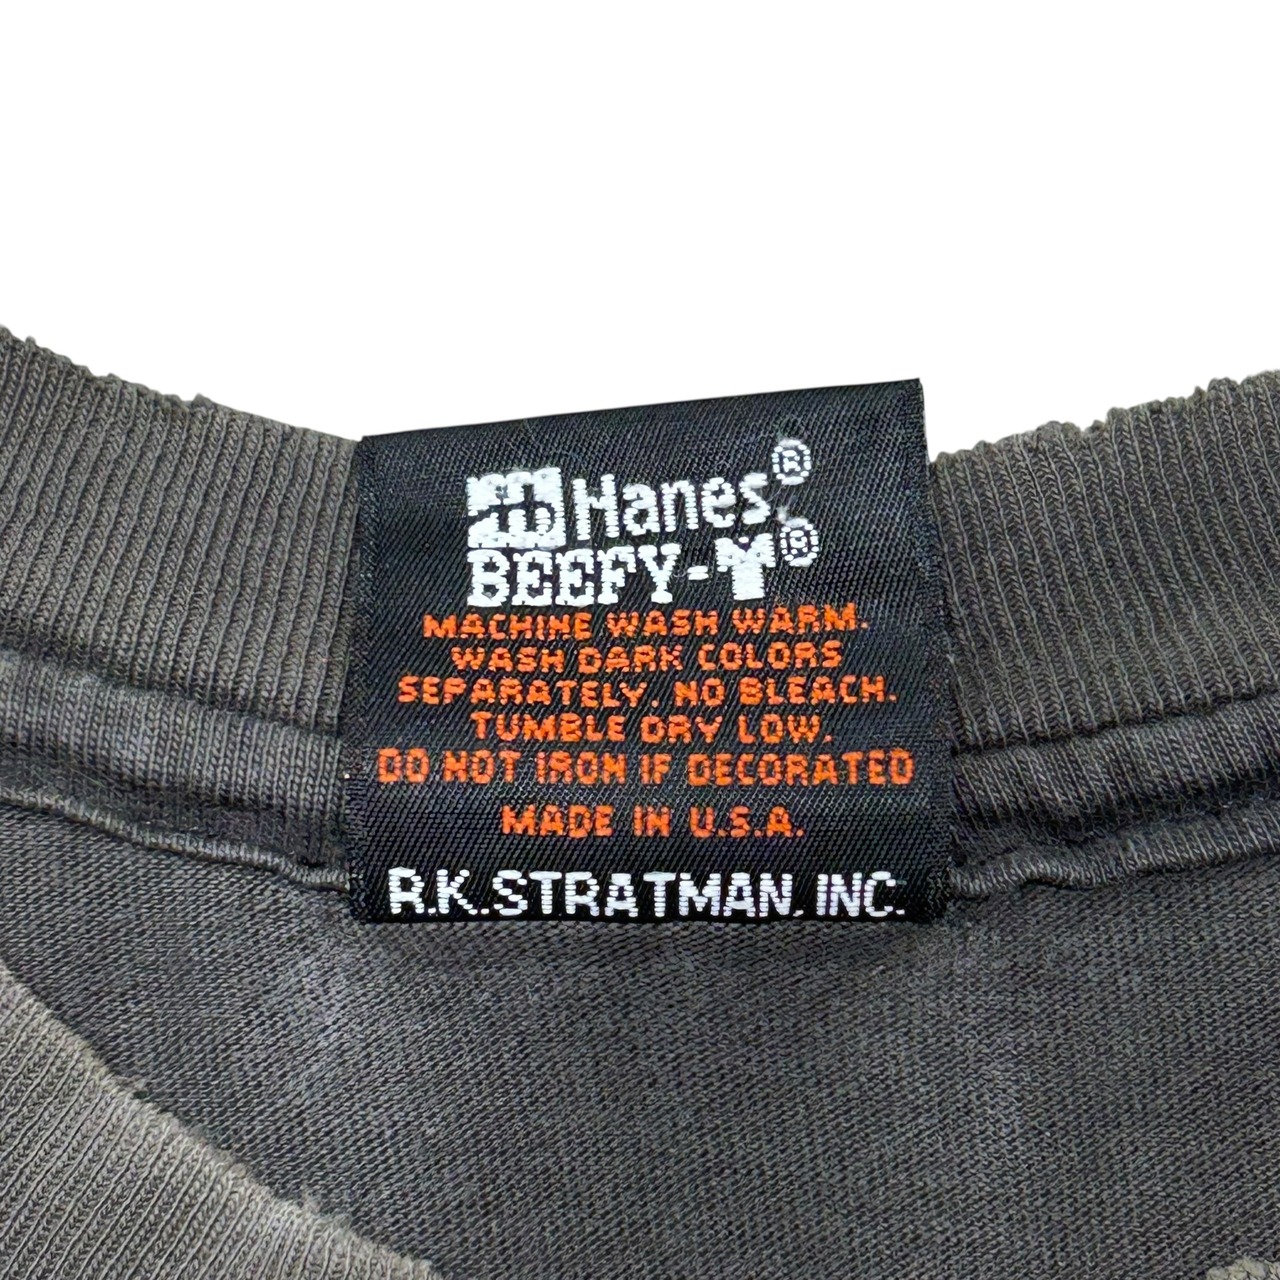 Hanes®
BEEFY-T®
MACHINE WASH WARM.
WASH DARK COLORS
SEPARATELY. NO BLEACH.
TUMBLE DRY LOW.
DO NOT IRON IF DECORATED
MADE IN U.S.A.
R.K. STRATMAN, INC.